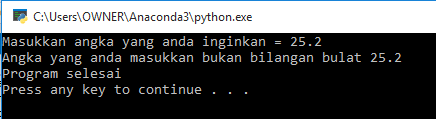 C:\Users\OWNER\Anaconda3\python.exe
Masukkan angka yang anda inginkan = 25.2
Angka yang anda masukkan bukan bilangan bulat 25.2
Program selesai
Press any key to continue . . .